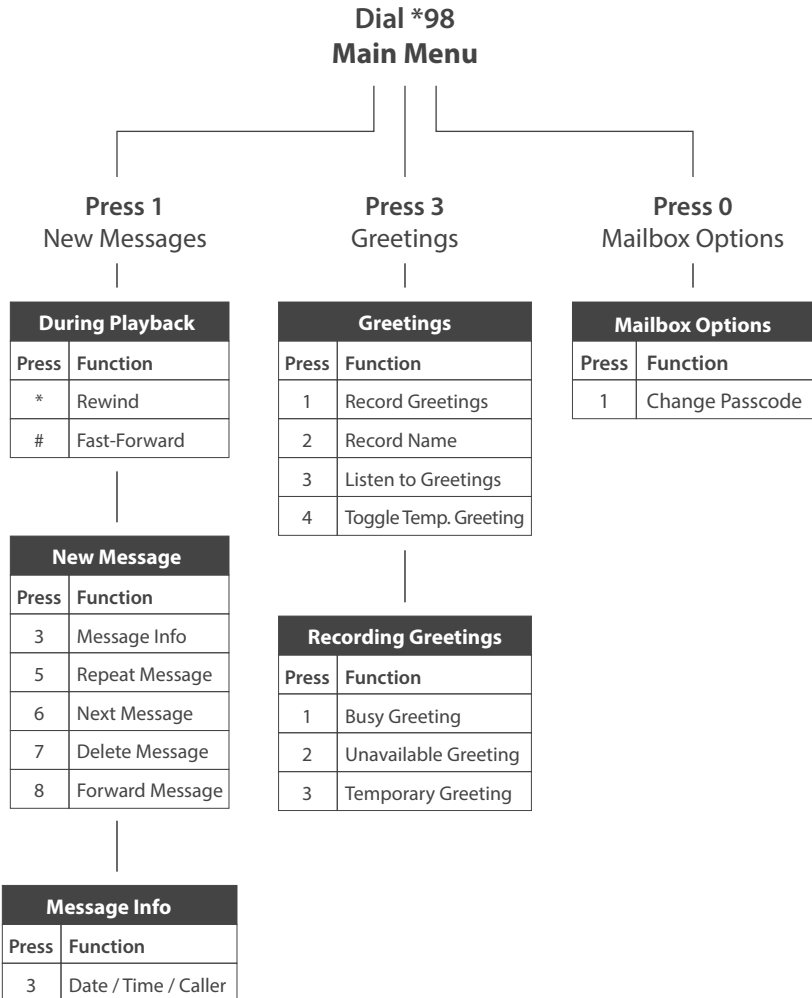 Dial *98
Main Menu
Press 1
New Messages
Press 3
Greetings
Press 0
Mailbox Options
During Playback
Press Function
* Rewind
# Fast-Forward
New Message
Press Function
3 Message Info
5 Repeat Message
6 Next Message
7 Delete Message
8 Forward Message
Message Info
Press Function
3 Date / Time / Caller
Greetings
Press Function
1 Record Greetings
2 Record Name
3 Listen to Greetings
4 Toggle Temp. Greeting
Recording Greetings
Press Function
1 Busy Greeting
2 Unavailable Greeting
3 Temporary Greeting
Mailbox Options
Press Function
1 Change Passcode